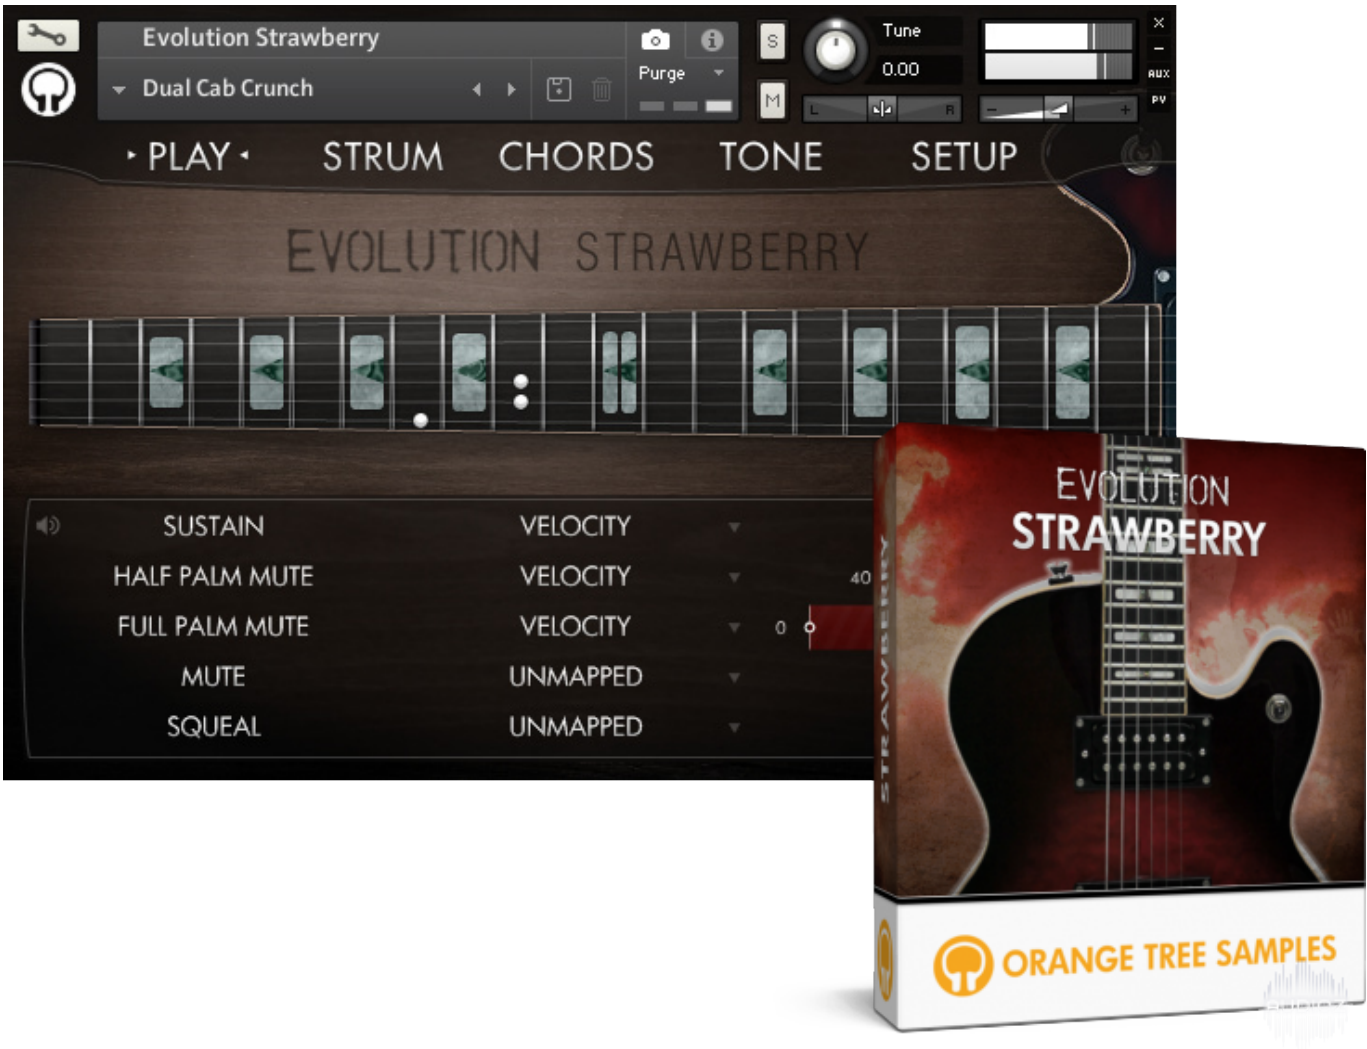 Evolution Strawberry
Dual Cab Crunch
Purge
S
M
Tune
0.00
L
R
-
+
X
-
AUX
PV
PLAY
STRUM
CHORDS
TONE
SETUP
EVOLUTION STRAWBERRY
SUSTAIN VELOCITY
HALF PALM MUTE VELOCITY 40
FULL PALM MUTE VELOCITY 0
MUTE UNMAPPED
SQUEAL UNMAPPED
EVOLUTION
STRAWBERRY
STRAWBERRY
ORANGE TREE SAMPLES